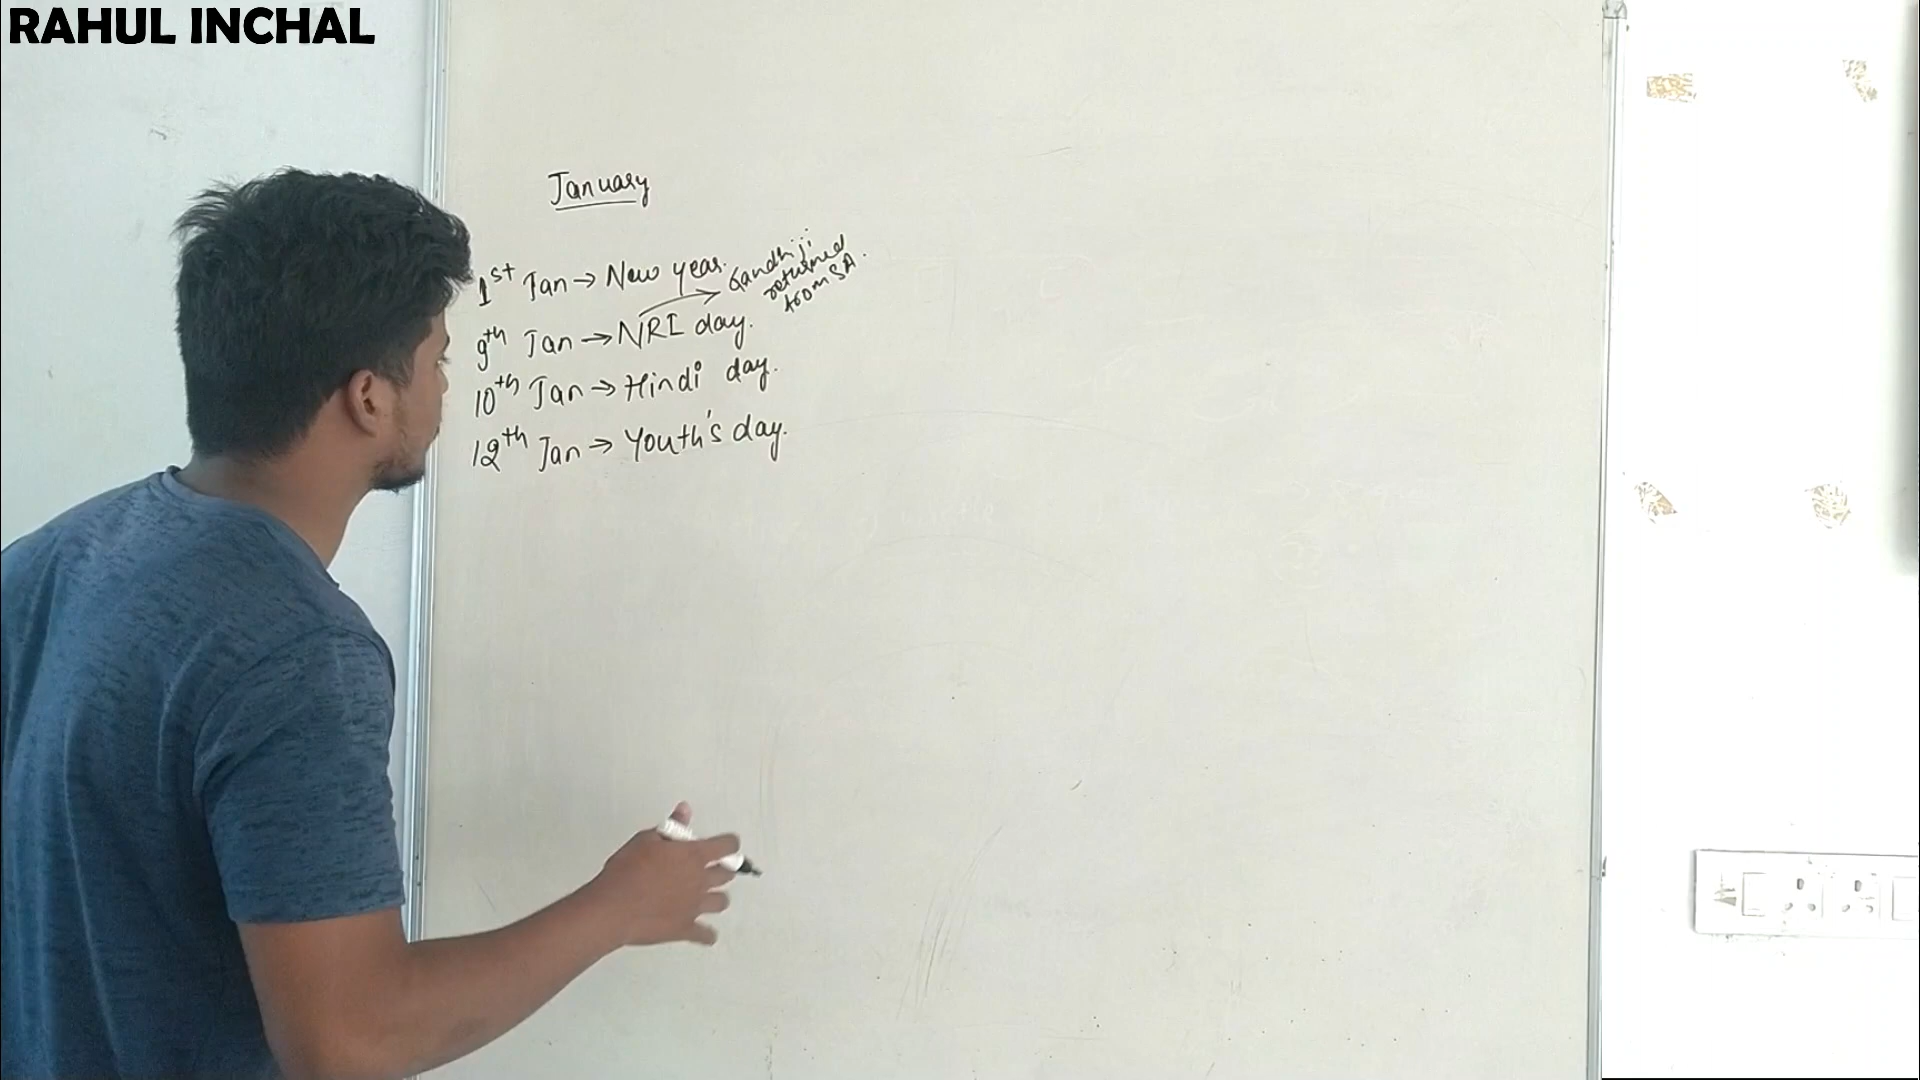 RAHUL INCHAL
January
1st Jan → New year.
9th Jan → NRI day.
Gandhiji
returned
from SA.
10th Jan → Hindi day.
12th Jan → Youth's day.